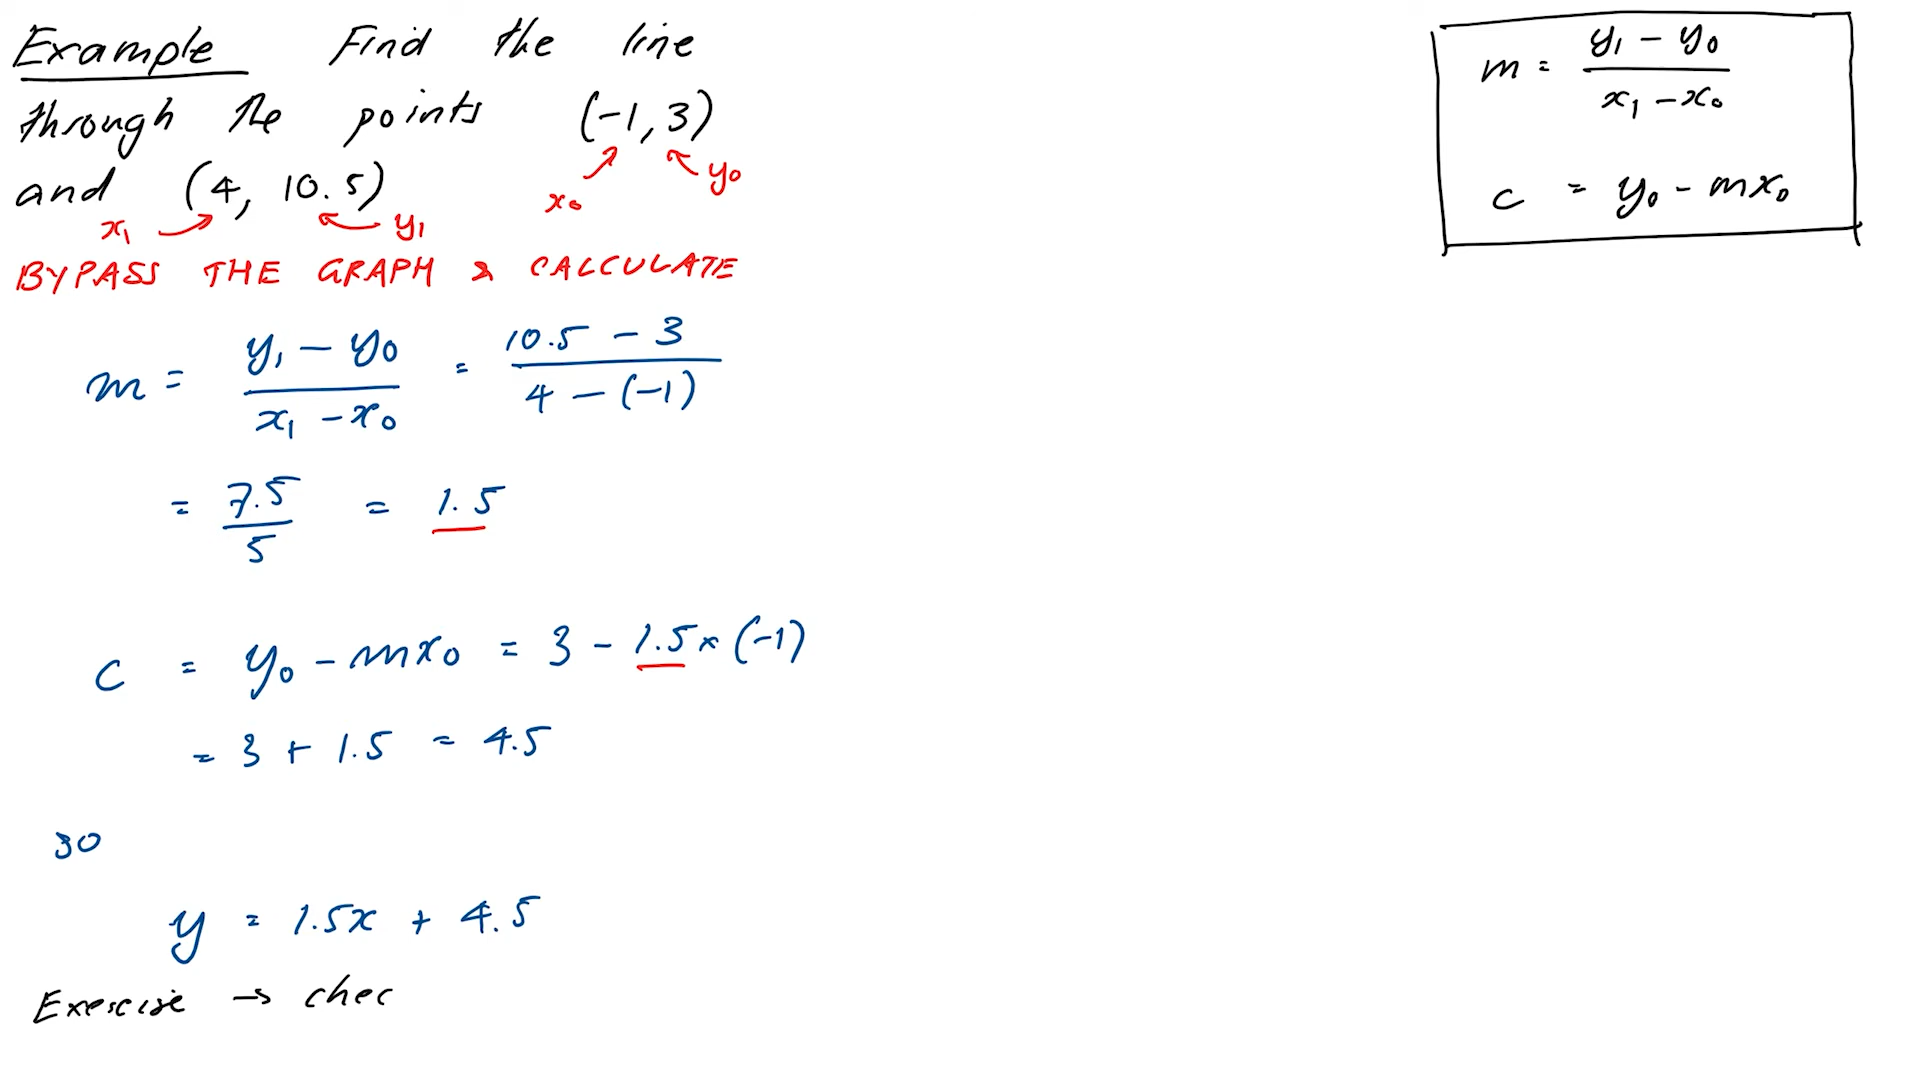 Example Find the line
through the points (-1, 3)
and (4, 10.5)
x₀ y₀
x₁ y₁
BYPASS THE GRAPH & CALCULATE
m = (y₁ - y₀)/(x₁ - x₀) = (10.5 - 3)/(4 - (-1))
= 7.5/5 = 1.5
c = y₀ - mx₀ = 3 - 1.5 × (-1)
= 3 + 1.5 = 4.5
so
y = 1.5x + 4.5
Exercise → chec
m = (y₁ - y₀)/(x₁ - x₀)
c = y₀ - mx₀